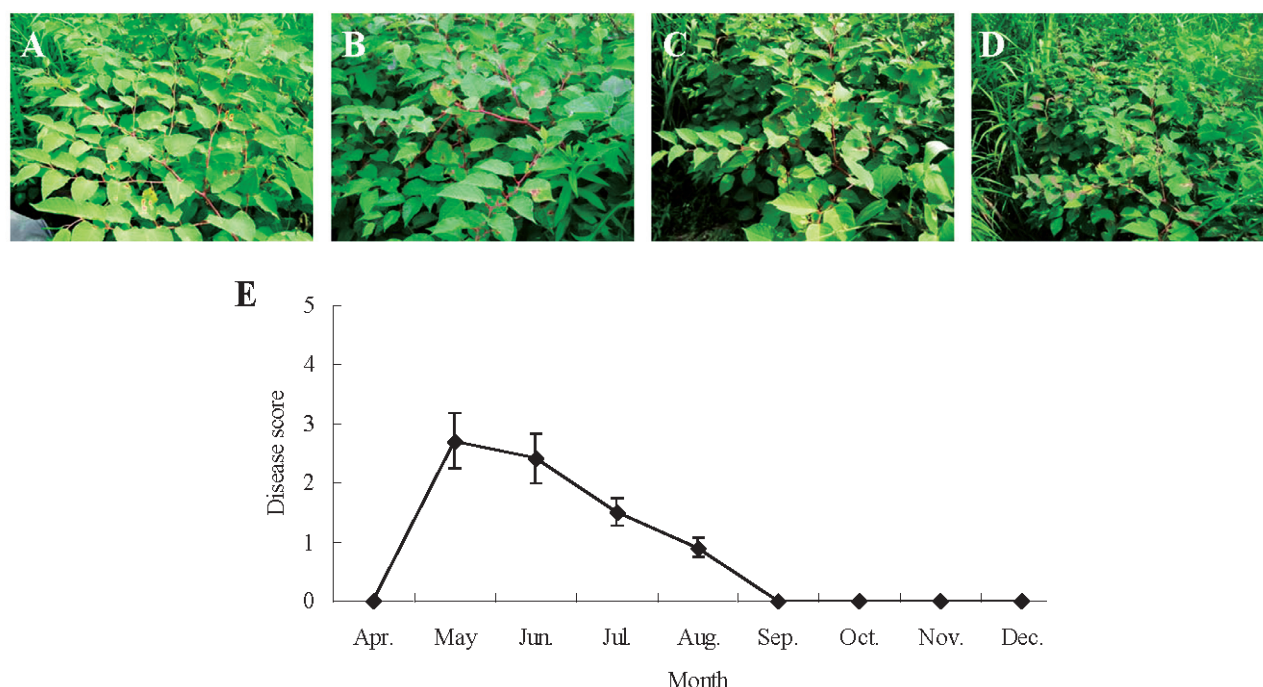 A B C D
E
5
4
3
2
1
0
Disease score
Apr. May Jun. Jul. Aug. Sep. Oct. Nov. Dec.
Month